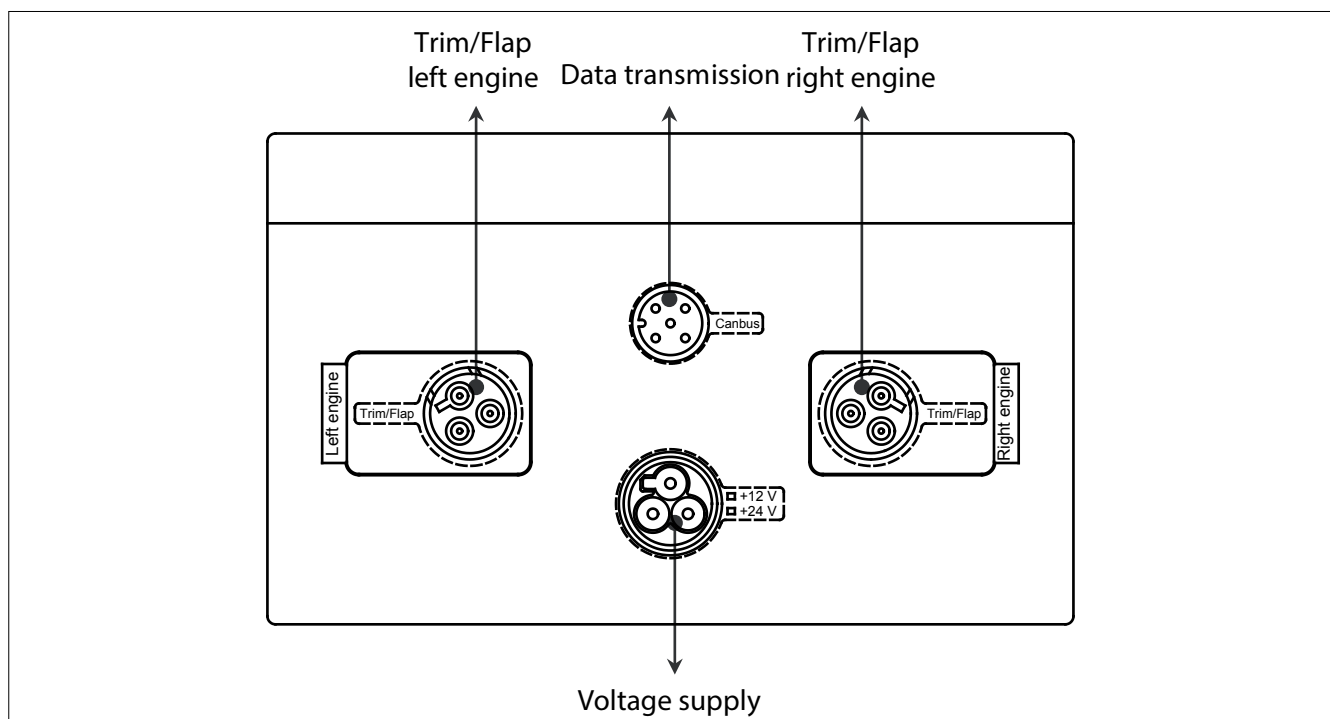 Trim/Flap
left engine
Data transmission
Trim/Flap
right engine
Canbus
Left engine
Trim/Flap
Trim/Flap
Right engine
+12 V
+24 V
Voltage supply